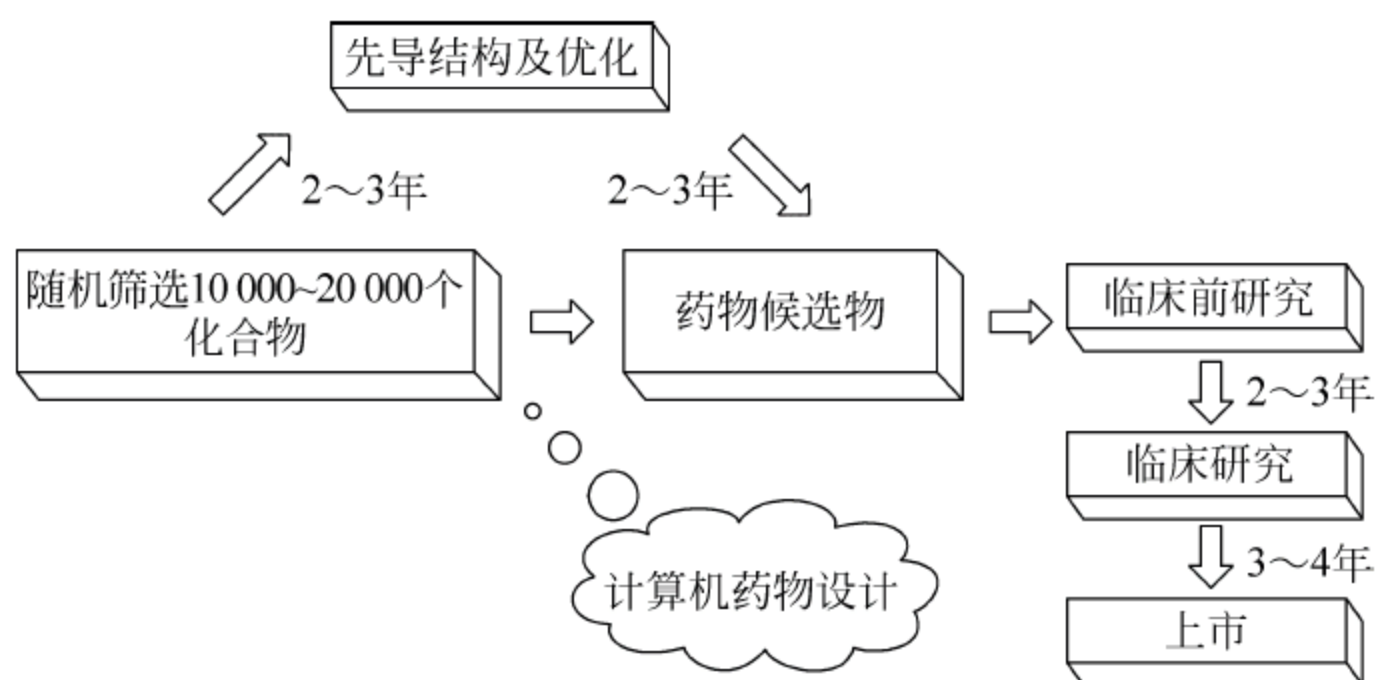 先导结构及优化
2～3年
2～3年
随机筛选10 000~20 000个
化合物
药物候选物
临床前研究
2～3年
临床研究
3～4年
计算机药物设计
上市